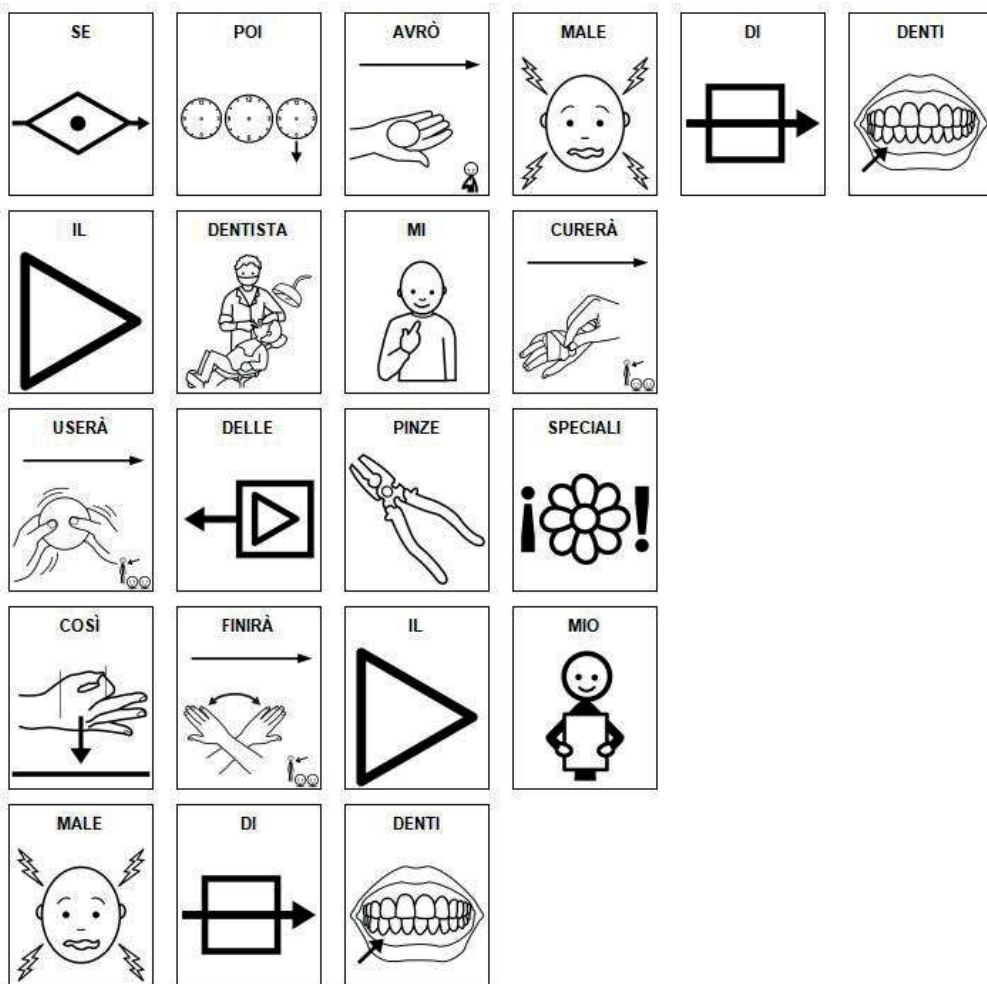 SE POI AVRÒ MALE DI DENTI
IL DENTISTA MI CURERÀ
USERÀ DELLE PINZE SPECIALI
COSÌ FINIRÀ IL MIO
MALE DI DENTI